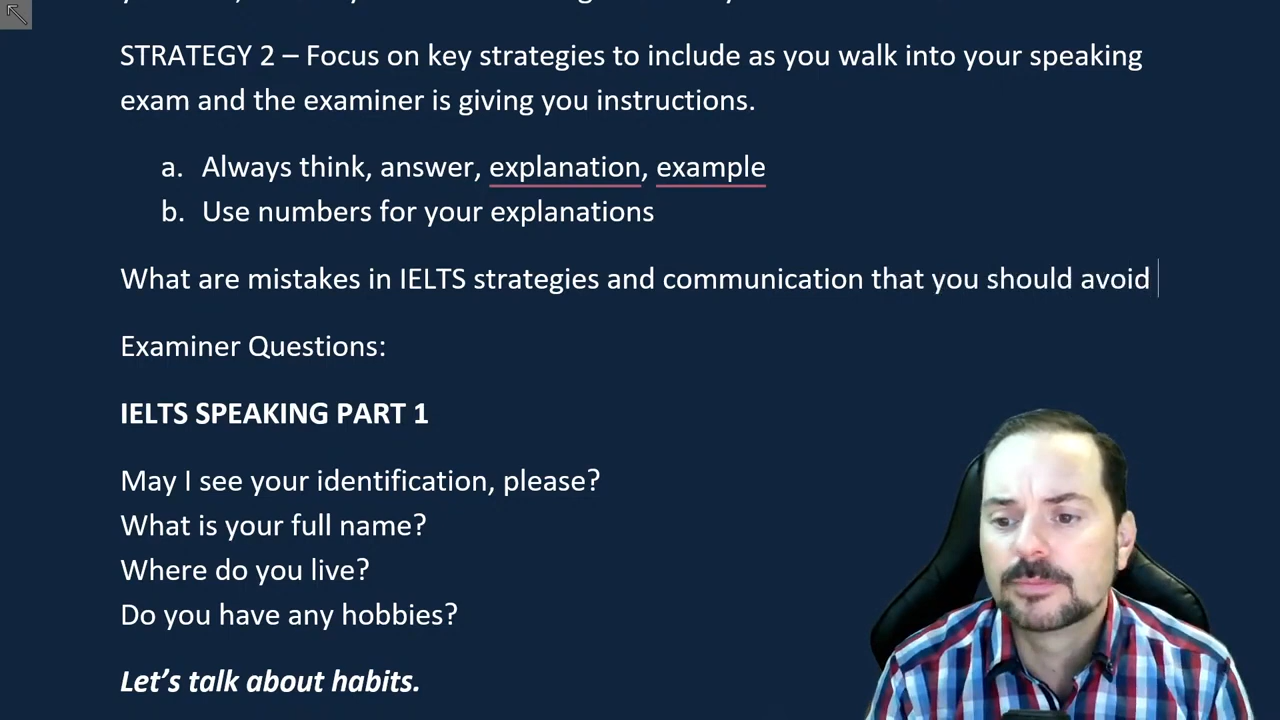 STRATEGY 2 – Focus on key strategies to include as you walk into your speaking
exam and the examiner is giving you instructions.
a. Always think, answer, explanation, example
b. Use numbers for your explanations
What are mistakes in IELTS strategies and communication that you should avoid
Examiner Questions:
IELTS SPEAKING PART 1
May I see your identification, please?
What is your full name?
Where do you live?
Do you have any hobbies?
Let’s talk about habits.